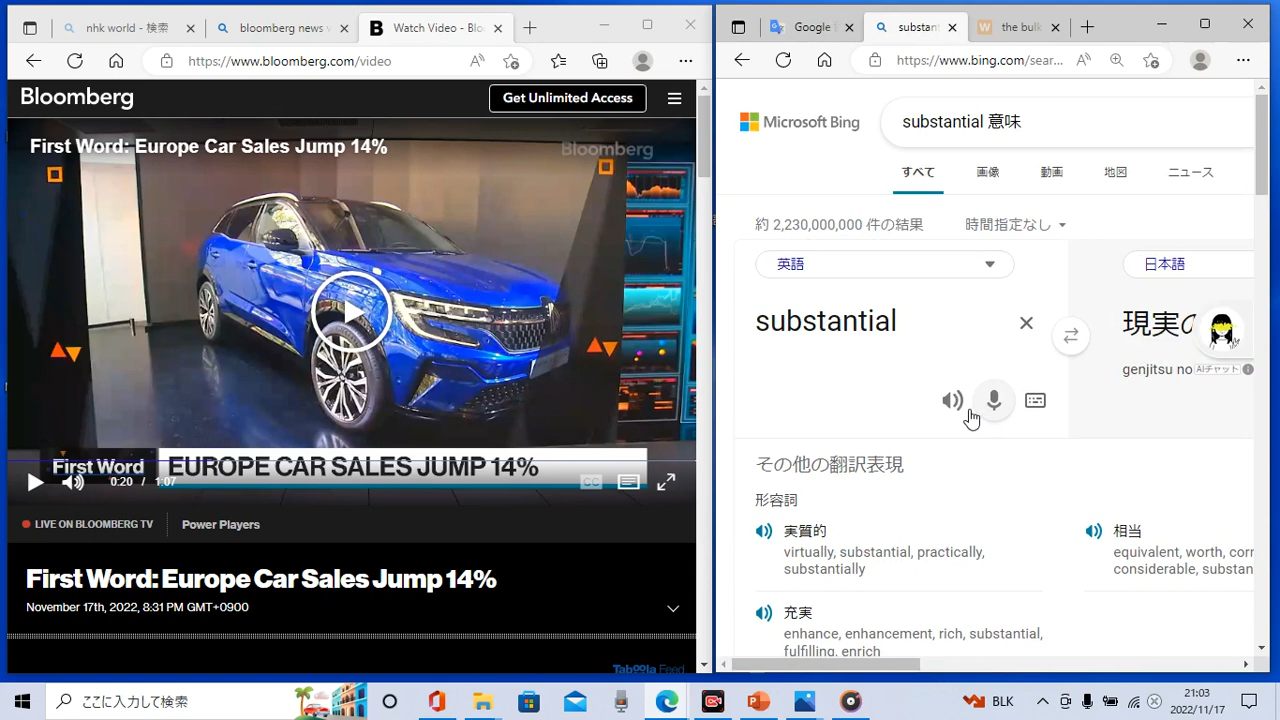 nhk world - 検索
bloomberg news v
Watch Video - Blo
https://www.bloomberg.com/video
Bloomberg
Get Unlimited Access
First Word: Europe Car Sales Jump 14%
Bloomberg
First Word
EUROPE CAR SALES JUMP 14%
0:20 / 1:07
CC
LIVE ON BLOOMBERG TV
Power Players
First Word: Europe Car Sales Jump 14%
November 17th, 2022, 8:31 PM GMT+0900
Taboola Feed
Google
substant
the bulk
https://www.bing.com/sear...
Microsoft Bing
substantial 意味
すべて
画像
動画
地図
ニュース
約 2,230,000,000 件の結果
時間指定なし
英語
日本語
substantial
現実の
genjitsu no
AIチャット
その他の翻訳表現
形容詞
実質的
virtually, substantial, practically,
substantially
相当
equivalent, worth, corr
considerable, substan
充実
enhance, enhancement, rich, substantial,
fulfilling, enrich
ここに入力して検索
BLK
21:03
2022/11/17